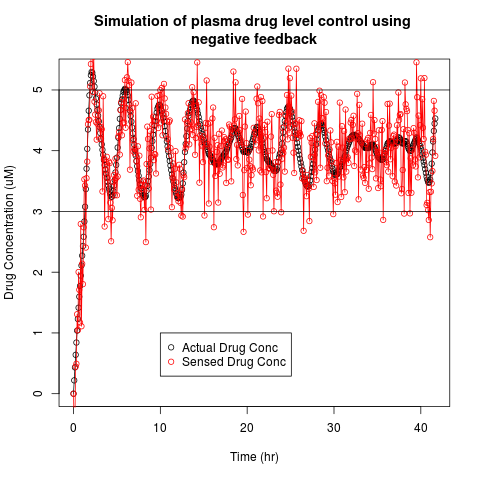 Simulation of plasma drug level control using
negative feedback
Drug Concentration (uM)
5
4
3
2
1
0
Actual Drug Conc
Sensed Drug Conc
0 10 20 30 40
Time (hr)